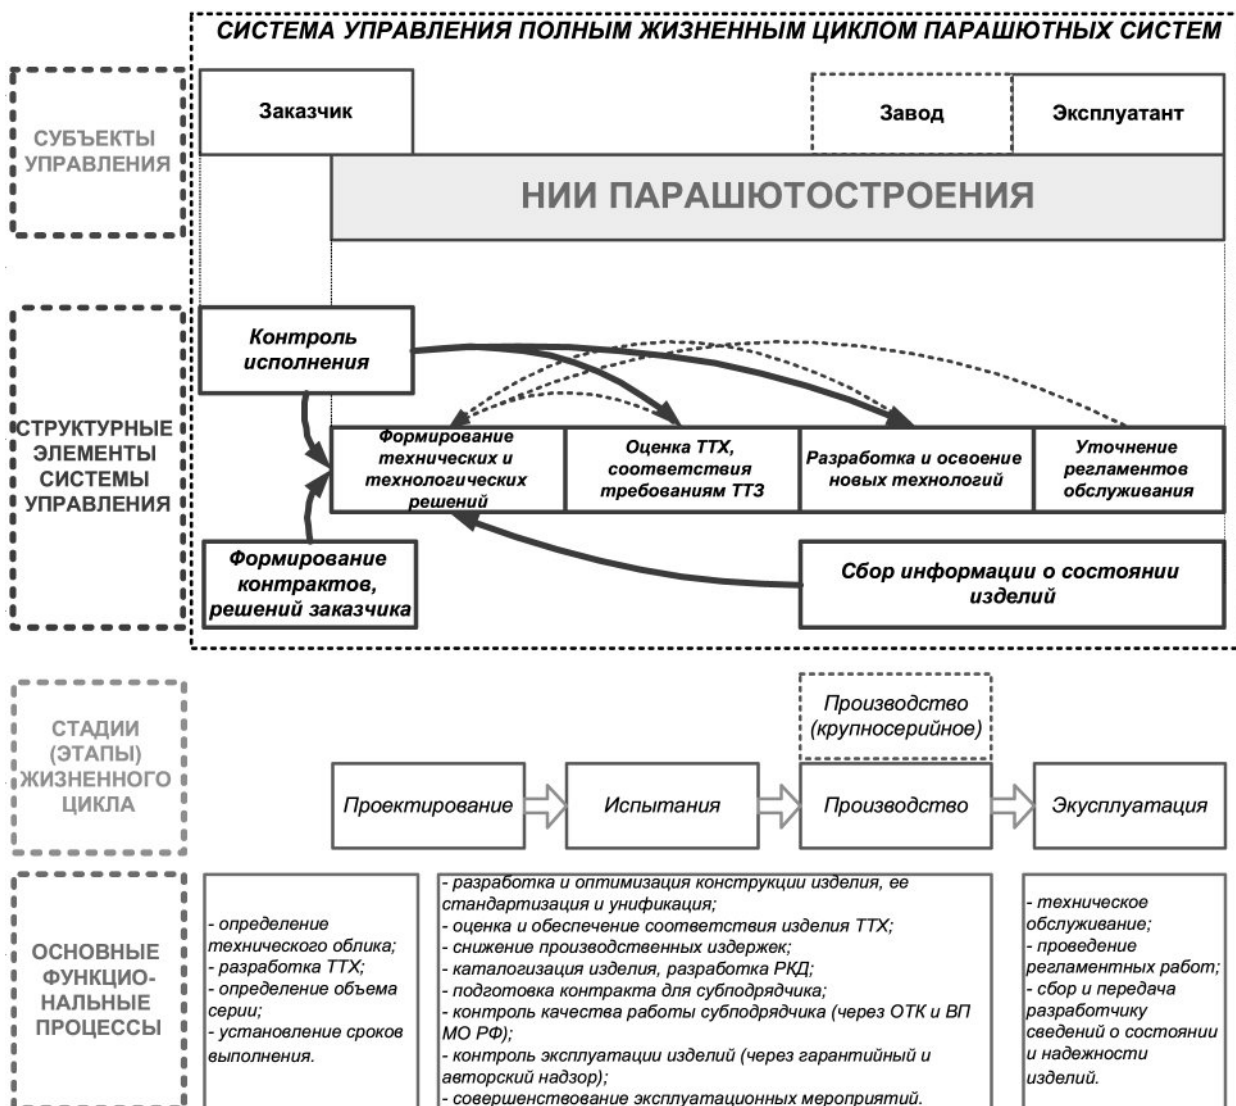 СИСТЕМА УПРАВЛЕНИЯ ПОЛНЫМ ЖИЗНЕННЫМ ЦИКЛОМ ПАРАШЮТНЫХ СИСТЕМ
СУБЪЕКТЫ
УПРАВЛЕНИЯ
Заказчик
Завод
Эксплуатант
НИИ ПАРАШЮТОСТРОЕНИЯ
СТРУКТУРНЫЕ
ЭЛЕМЕНТЫ
СИСТЕМЫ
УПРАВЛЕНИЯ
Контроль
исполнения
Формирование
технических и
технологических
решений
Оценка ТТХ,
соответствия
требованиям ТТЗ
Разработка и освоение
новых технологий
Уточнение
регламентов
обслуживания
Формирование
контрактов,
решений заказчика
Сбор информации о состоянии
изделий
СТАДИИ
(ЭТАПЫ)
ЖИЗНЕННОГО
ЦИКЛА
Производство
(крупносерийное)
Проектирование
Испытания
Производство
Экусплуатация
ОСНОВНЫЕ
ФУНКЦИО-
НАЛЬНЫЕ
ПРОЦЕССЫ
- определение
технического облика;
- разработка ТТХ;
- определение объема
серии;
- установление сроков
выполнения.
- разработка и оптимизация конструкции изделия, ее
стандартизация и унификация;
- оценка и обеспечение соответствия изделия ТТХ;
- снижение производственных издержек;
- каталогизация изделия, разработка РКД;
- подготовка контракта для субподрядчика;
- контроль качества работы субподрядчика (через ОТК и ВП
МО РФ);
- контроль эксплуатации изделий (через гарантийный и
авторский надзор);
- совершенствование эксплуатационных мероприятий.
- техническое
обслуживание;
- проведение
регламентных работ;
- сбор и передача
разработчику
сведений о состоянии
и надежности
изделий.